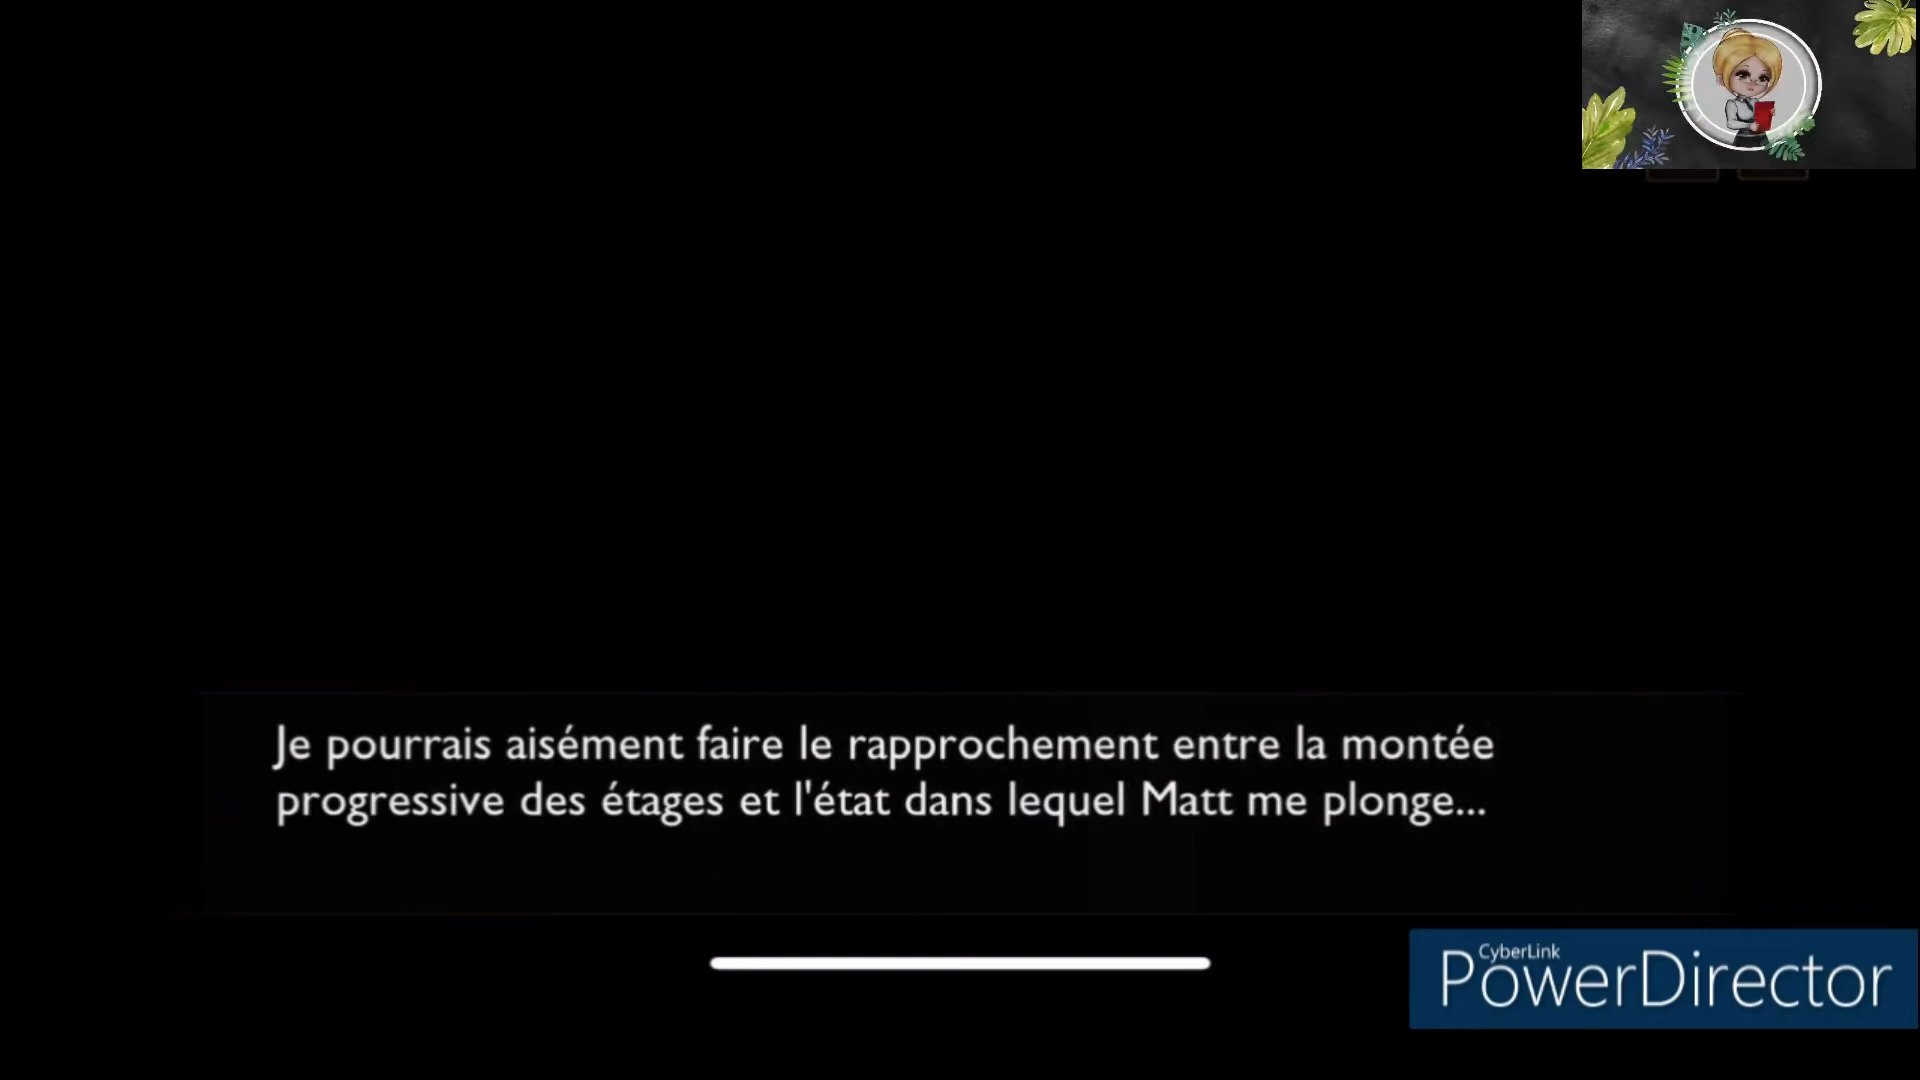 Je pourrais aisément faire le rapprochement entre la montée
progressive des étages et l'état dans lequel Matt me plonge...
CyberLink
PowerDirector